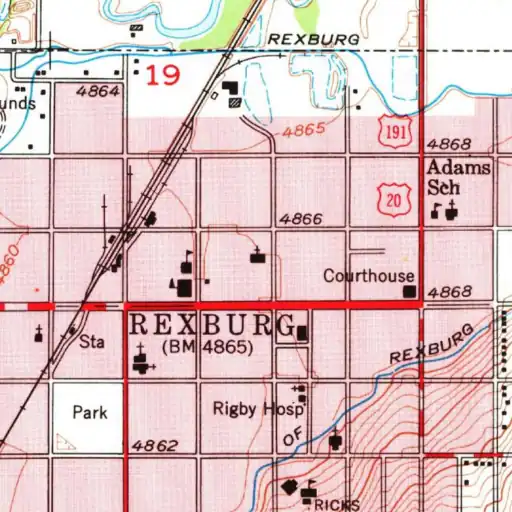 REXBURG
19
4864
unds
4865
191
4868
Adams
Sch
20
4866
4860
Courthouse
4868
REXBURG
(BM 4865)
Sta
REXBURG
Park
Rigby Hosp
OF
4862
RICKS